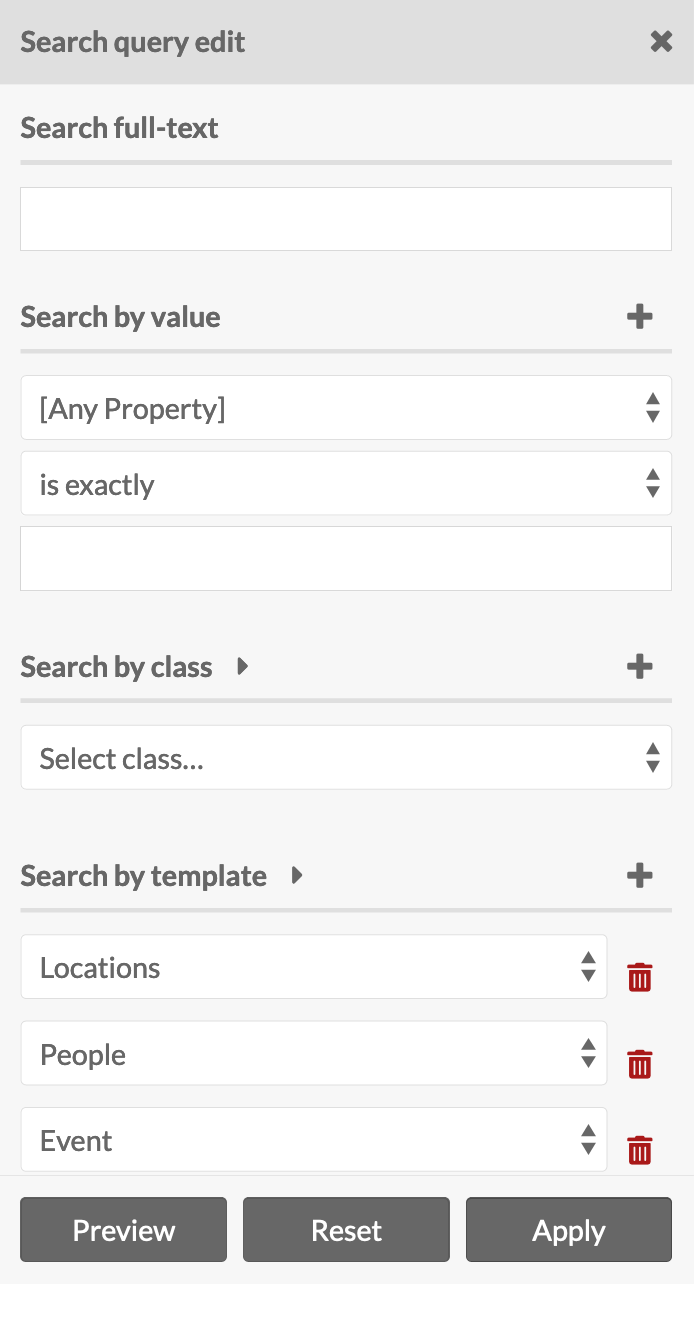 Search query edit
Search full-text
Search by value
[Any Property]
is exactly
Search by class
Select class...
Search by template
Locations
People
Event
Preview Reset Apply